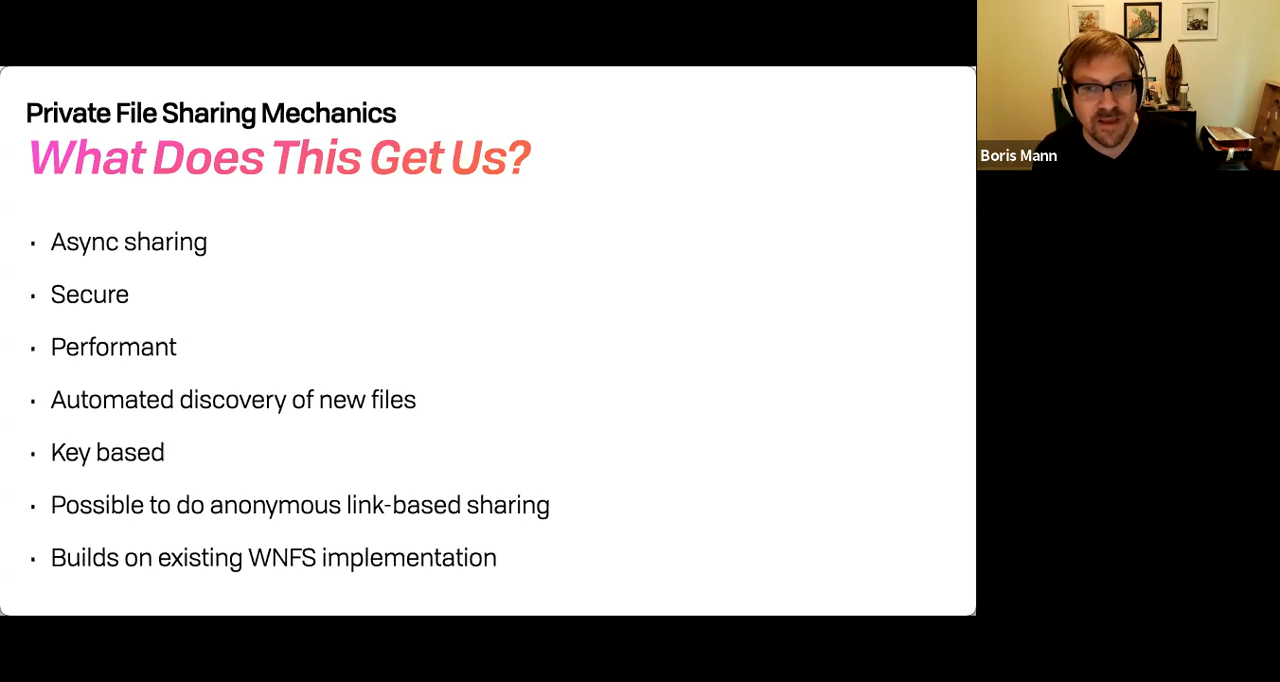 Private File Sharing Mechanics
What Does This Get Us?
· Async sharing
· Secure
· Performant
· Automated discovery of new files
· Key based
· Possible to do anonymous link-based sharing
· Builds on existing WNFS implementation
Boris Mann